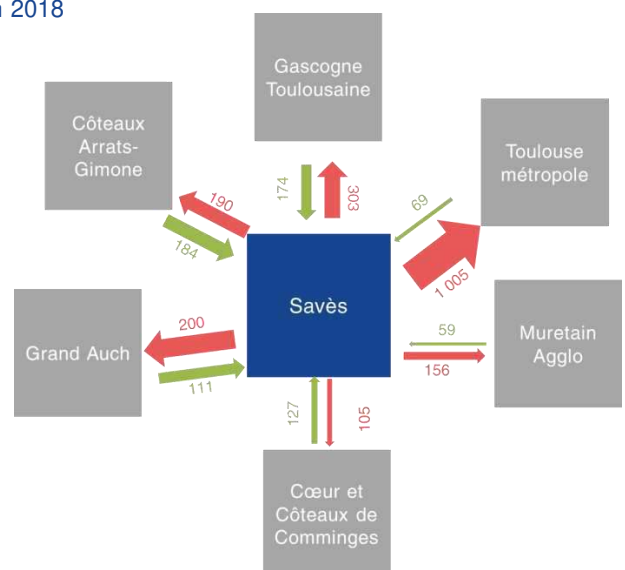 2018
Gascogne
Toulousaine
Côteaux
Arrats-
Gimone
Toulouse
métropole
174
303
69
190
184
1 005
Savès
200
59
Grand Auch
Muretain
Agglo
111
156
127
105
Cœur et
Côteaux de
Comminges